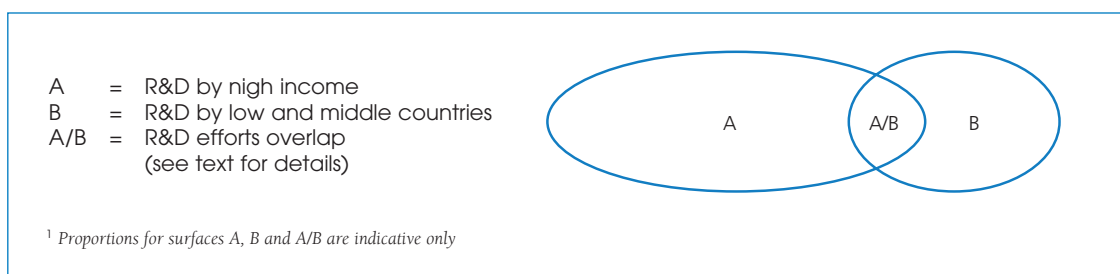 A = R&D by nigh income
B = R&D by low and middle countries
A/B = R&D efforts overlap
(see text for details)
A A/B B
¹ Proportions for surfaces A, B and A/B are indicative only